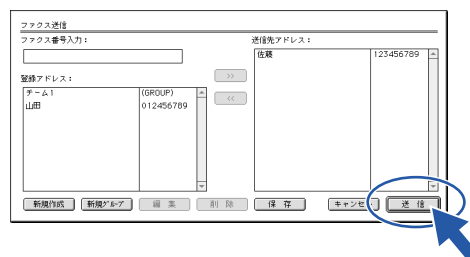 ファクス送信
ファクス番号入力：
送信先アドレス：
佐藤 123456789
>>
登録アドレス：
<<
チーム1 (GROUP)
山田 012456789
新規作成 新規ｸﾞﾙｰﾌﾟ 編 集 削 除 保 存 キャンセル 送 信